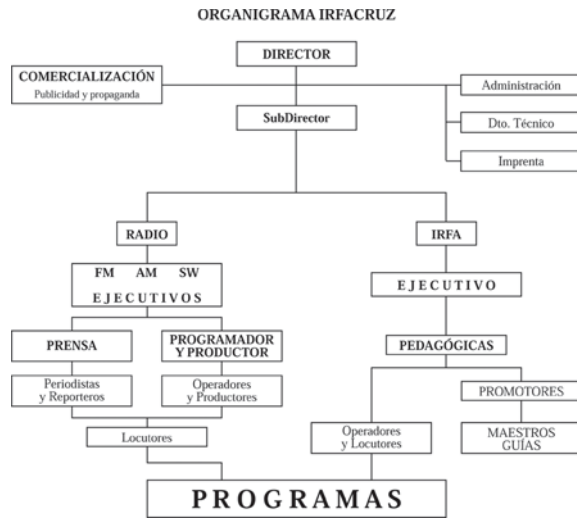 ORGANIGRAMA IRFACRUZ
DIRECTOR
COMERCIALIZACIÓN
Publicidad y propaganda
Administración
SubDirector
Dto. Técnico
Imprenta
RADIO
IRFA
FM AM SW
EJECUTIVOS
EJECUTIVO
PRENSA
PROGRAMADOR
Y PRODUCTOR
PEDAGÓGICAS
Periodistas
y Reporteros
Operadores
y Productores
PROMOTORES
Locutores
Operadores
y Locutores
MAESTROS
GUÍAS
PROGRAMAS